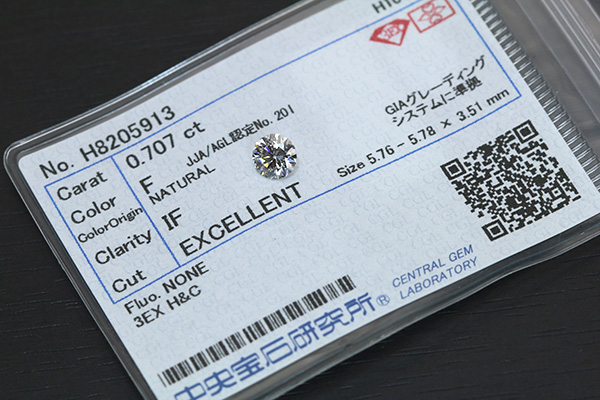 No. H8205913
Carat 0.707 ct
Color F JJA/AGL認定No. 201
ColorOrigin NATURAL
Clarity IF
Cut EXCELLENT
GIAグレーディング
システムに準拠
Size 5.76 - 5.78 × 3.51 mm
Fluo. NONE
3EX H&C
中央宝石研究所® CENTRAL GEM
LABORATORY